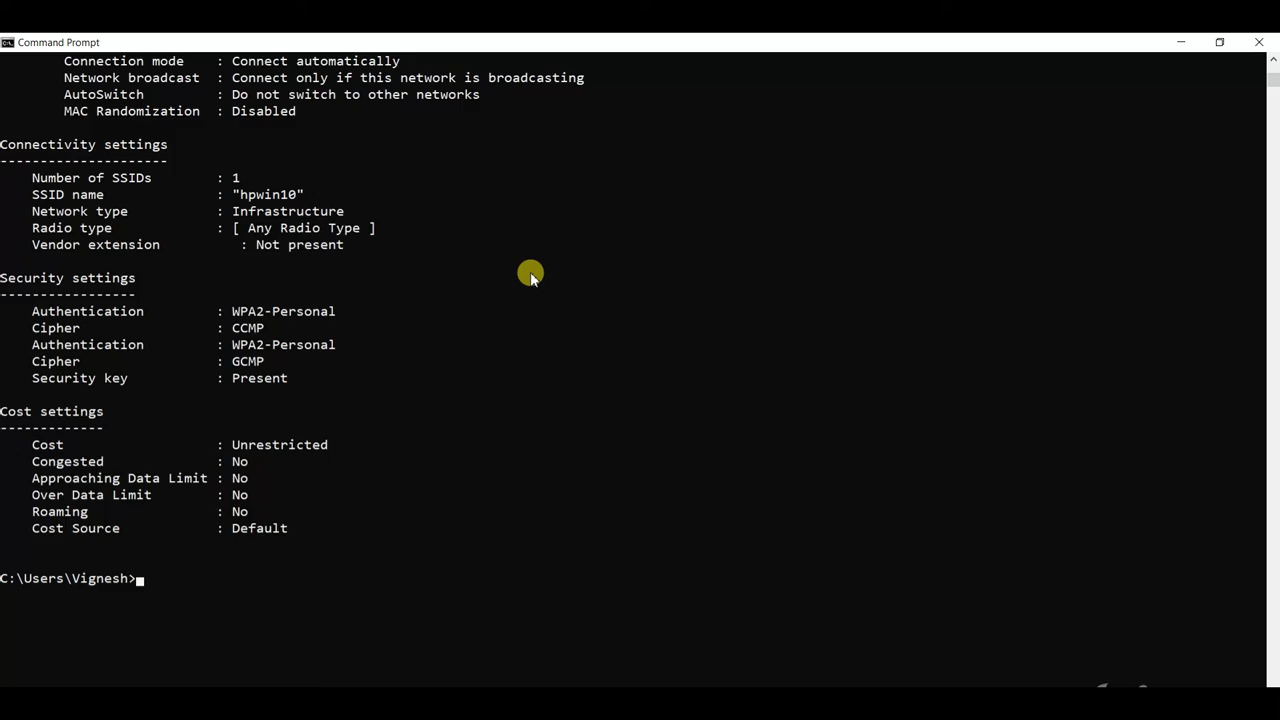 Command Prompt
Connection mode : Connect automatically
Network broadcast : Connect only if this network is broadcasting
AutoSwitch : Do not switch to other networks
MAC Randomization : Disabled
Connectivity settings
---------------------
Number of SSIDs : 1
SSID name : "hpwin10"
Network type : Infrastructure
Radio type : [ Any Radio Type ]
Vendor extension : Not present
Security settings
-----------------
Authentication : WPA2-Personal
Cipher : CCMP
Authentication : WPA2-Personal
Cipher : GCMP
Security key : Present
Cost settings
-------------
Cost : Unrestricted
Congested : No
Approaching Data Limit : No
Over Data Limit : No
Roaming : No
Cost Source : Default
C:\Users\Vignesh>